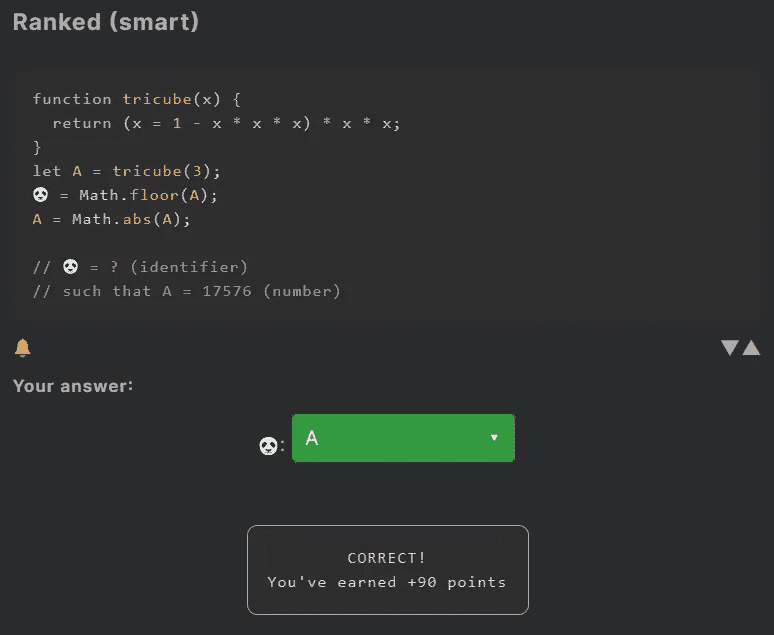 Ranked (smart)
function tricube(x) {
  return (x = 1 - x * x * x) * x * x;
}
let A = tricube(3);
🐼 = Math.floor(A);
A = Math.abs(A);
// 🐼 = ? (identifier)
// such that A = 17576 (number)
Your answer:
🐼: A
CORRECT!
You've earned +90 points